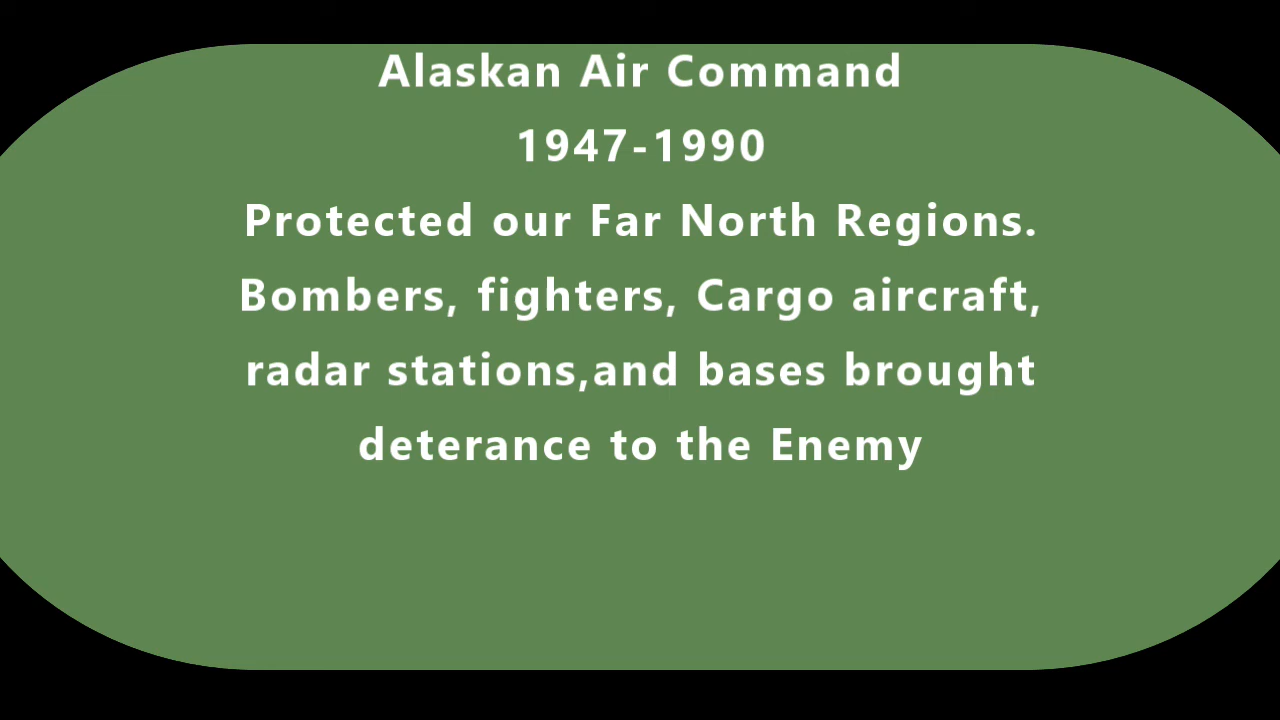 Alaskan Air Command
1947-1990
Protected our Far North Regions.
Bombers, fighters, Cargo aircraft,
radar stations,and bases brought
deterance to the Enemy